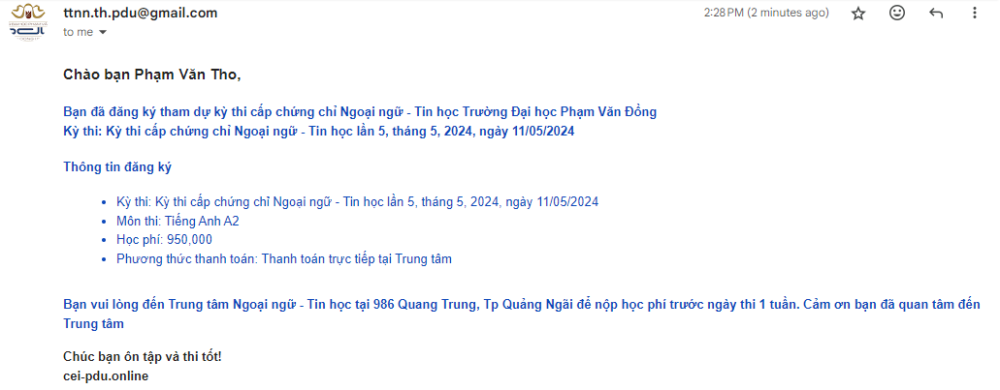 ttnn.th.pdu@gmail.com
2:28 PM (2 minutes ago)
to me
Chào bạn Phạm Văn Tho,
Bạn đã đăng ký tham dự kỳ thi cấp chứng chỉ Ngoại ngữ - Tin học Trường Đại học Phạm Văn Đồng
Kỳ thi: Kỳ thi cấp chứng chỉ Ngoại ngữ - Tin học lần 5, tháng 5, 2024, ngày 11/05/2024
Thông tin đăng ký
Kỳ thi: Kỳ thi cấp chứng chỉ Ngoại ngữ - Tin học lần 5, tháng 5, 2024, ngày 11/05/2024
Môn thi: Tiếng Anh A2
Học phí: 950,000
Phương thức thanh toán: Thanh toán trực tiếp tại Trung tâm
Bạn vui lòng đến Trung tâm Ngoại ngữ - Tin học tại 986 Quang Trung, Tp Quảng Ngãi để nộp học phí trước ngày thi 1 tuần. Cảm ơn bạn đã quan tâm đến
Trung tâm
Chúc bạn ôn tập và thi tốt!
cei-pdu.online